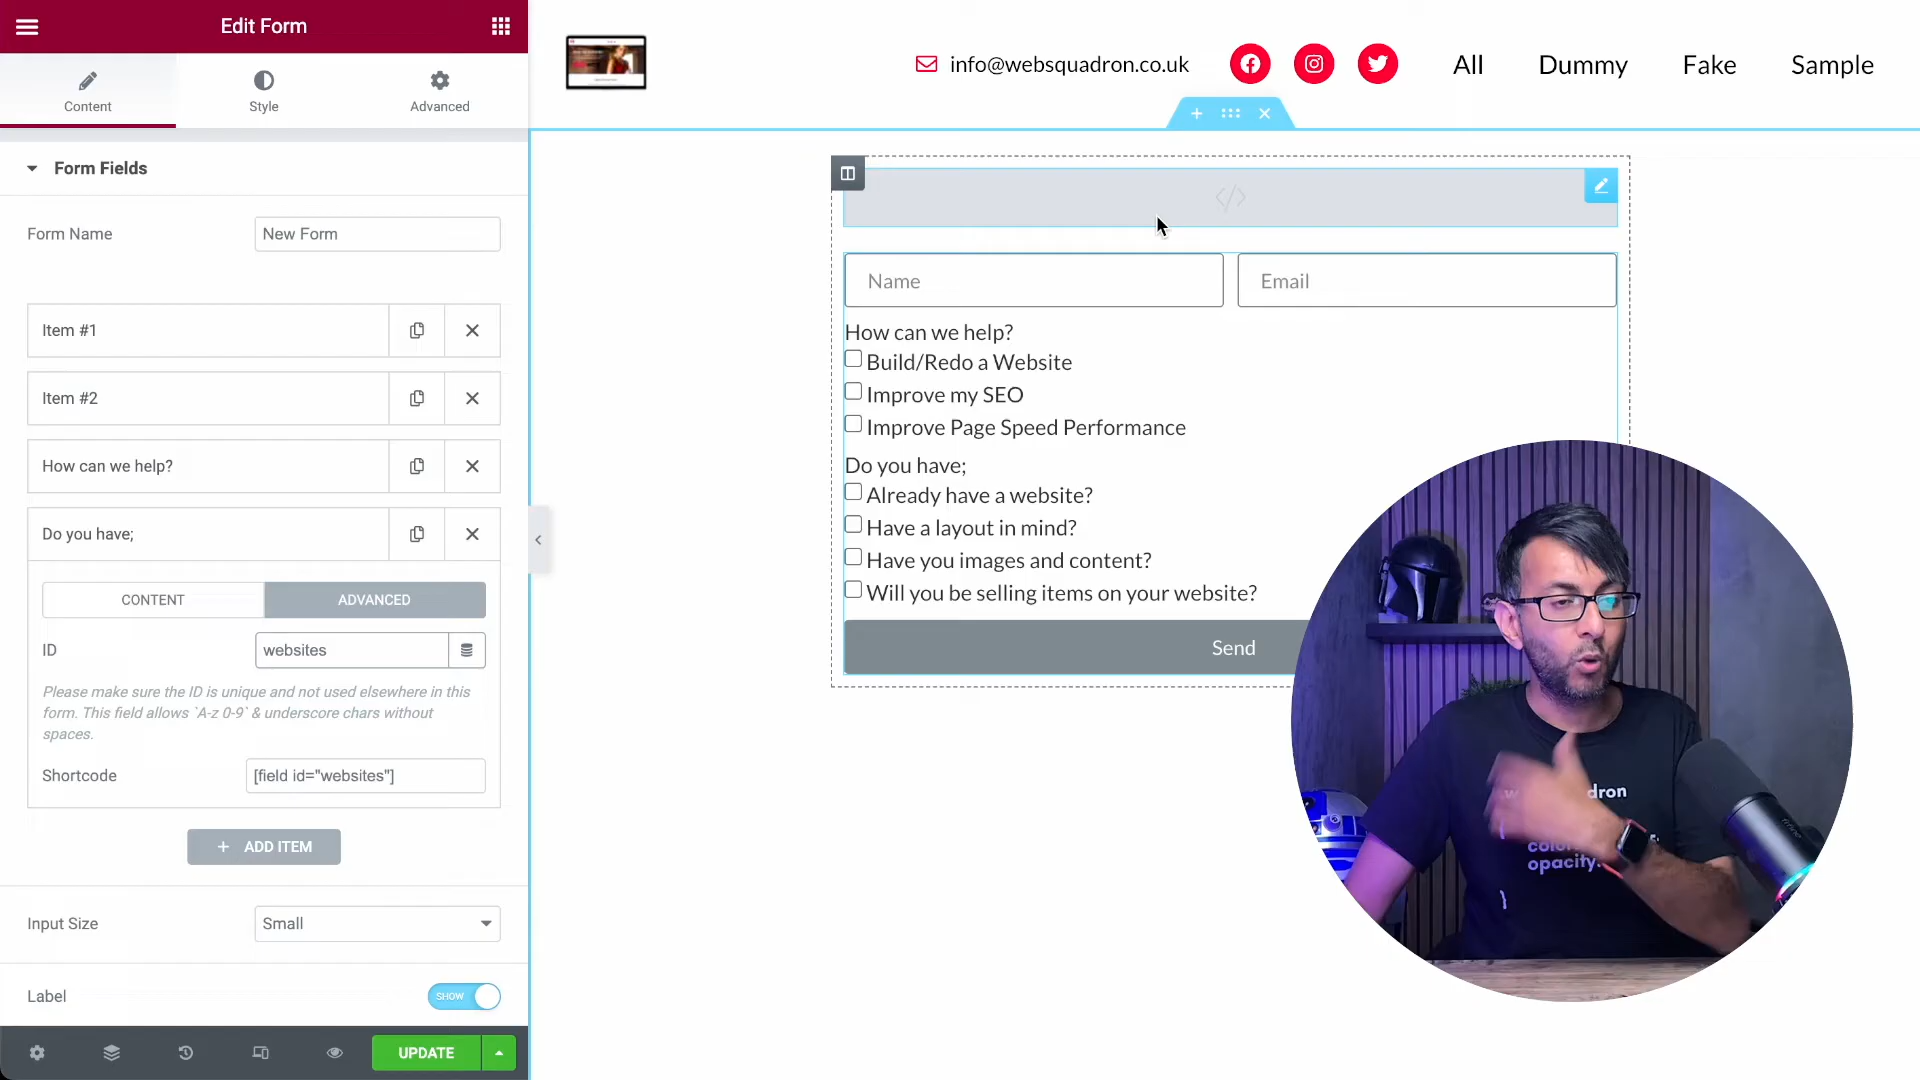 Edit Form
Content
Style
Advanced
Form Fields
Form Name
New Form
Item #1
Item #2
How can we help?
Do you have;
CONTENT
ADVANCED
ID
websites
Please make sure the ID is unique and not used elsewhere in this
form. This field allows `A-z 0-9` & underscore chars without
spaces.
Shortcode
[field id="websites"]
+ ADD ITEM
Input Size
Small
Label
SHOW
UPDATE
info@websquadron.co.uk
All
Dummy
Fake
Sample
Name
Email
How can we help?
Build/Redo a Website
Improve my SEO
Improve Page Speed Performance
Do you have;
Already have a website?
Have a layout in mind?
Have you images and content?
Will you be selling items on your website?
Send
opacity.